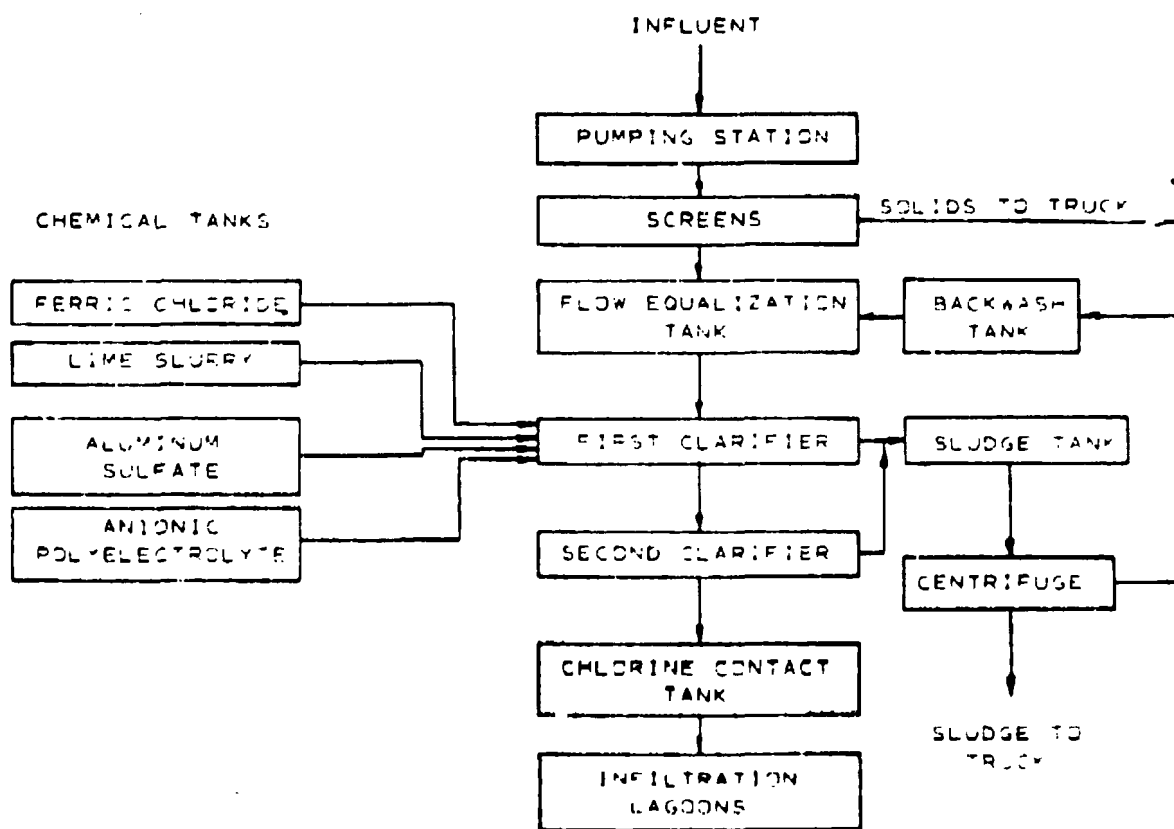 INFLUENT
PUMPING STATION
SCREENS
SOLIDS TO TRUCK
CHEMICAL TANKS
FERRIC CHLORIDE
FLOW EQUALIZATION
TANK
BACKWASH
TANK
LIME SLURRY
ALUMINUM
SULFATE
FIRST CLARIFIER
SLUDGE TANK
ANIONIC
POLYELECTROLYTE
SECOND CLARIFIER
CENTRIFUGE
CHLORINE CONTACT
TANK
SLUDGE TO
TRUCK
INFILTRATION
LAGOONS